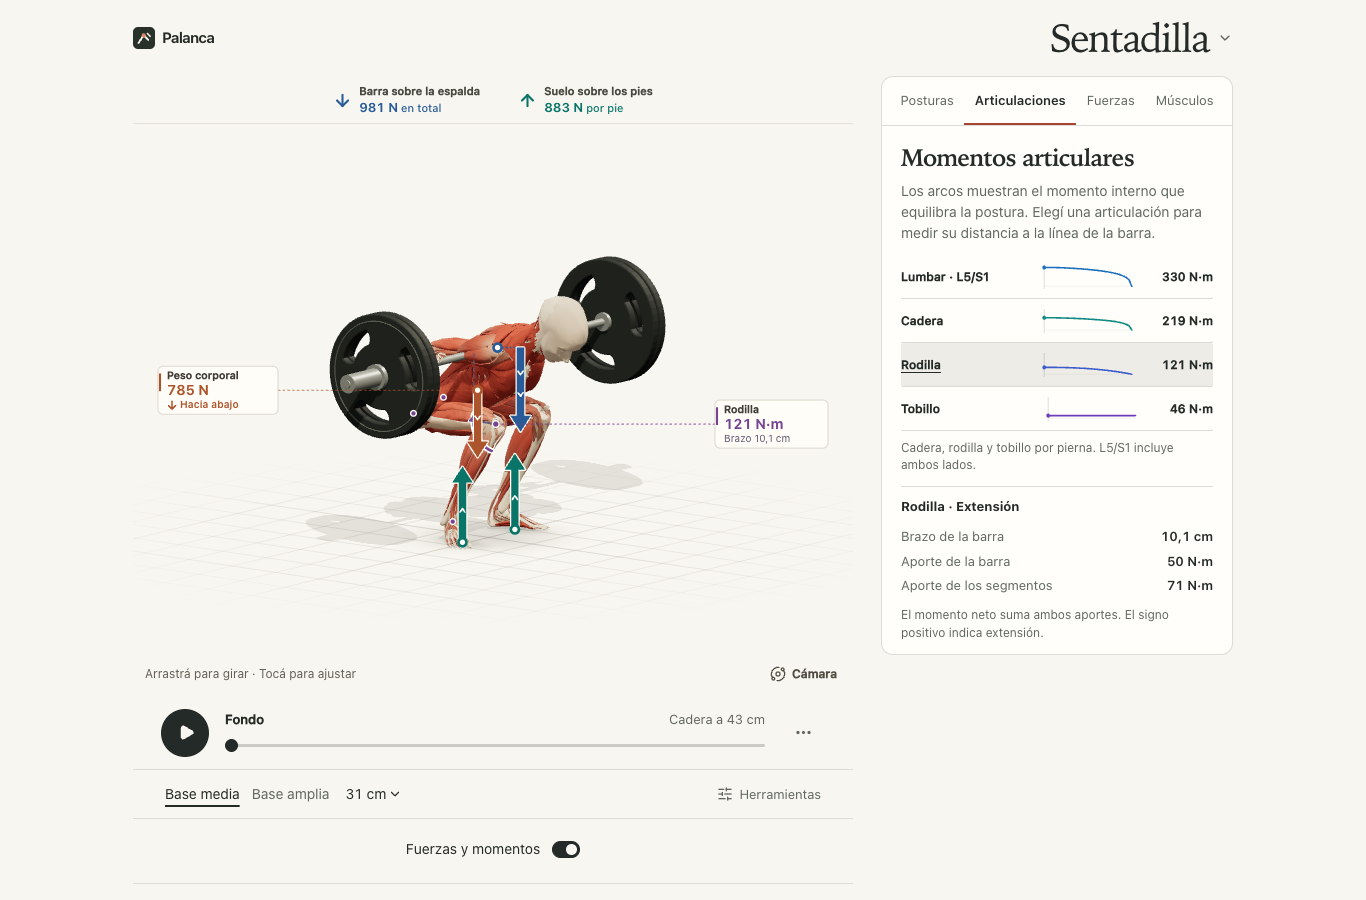 Palanca
Sentadilla
Barra sobre la espalda
981 N en total
Suelo sobre los pies
883 N por pie
Peso corporal
785 N
Hacia abajo
Rodilla
121 N·m
Brazo 10,1 cm
Arrastrá para girar · Tocá para ajustar
Cámara
Fondo
Cadera a 43 cm
Base media
Base amplia
31 cm
Herramientas
Fuerzas y momentos
Posturas
Articulaciones
Fuerzas
Músculos
Momentos articulares
Los arcos muestran el momento interno que
equilibra la postura. Elegí una articulación para
medir su distancia a la línea de la barra.
Lumbar · L5/S1
330 N·m
Cadera
219 N·m
Rodilla
121 N·m
Tobillo
46 N·m
Cadera, rodilla y tobillo por pierna. L5/S1 incluye
ambos lados.
Rodilla · Extensión
Brazo de la barra
10,1 cm
Aporte de la barra
50 N·m
Aporte de los segmentos
71 N·m
El momento neto suma ambos aportes. El signo
positivo indica extensión.